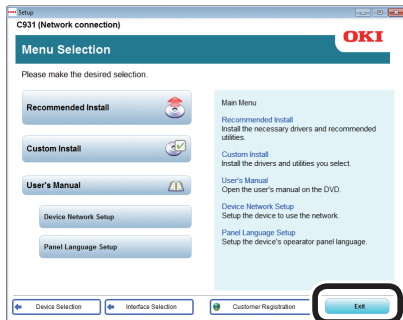 Setup
C931 (Network connection)
OKI
Menu Selection
Please make the desired selection.
Recommended Install
Custom Install
User's Manual
Device Network Setup
Panel Language Setup
Main Menu
Recommended Install
Install the necessary drivers and recommended
utilities.
Custom Install
Install the drivers and utilities you select.
User's Manual
Open the user's manual on the DVD.
Device Network Setup
Setup the device to use the network.
Panel Language Setup
Setup the device's opearator panel language.
Device Selection
Interface Selection
Customer Registration
Exit